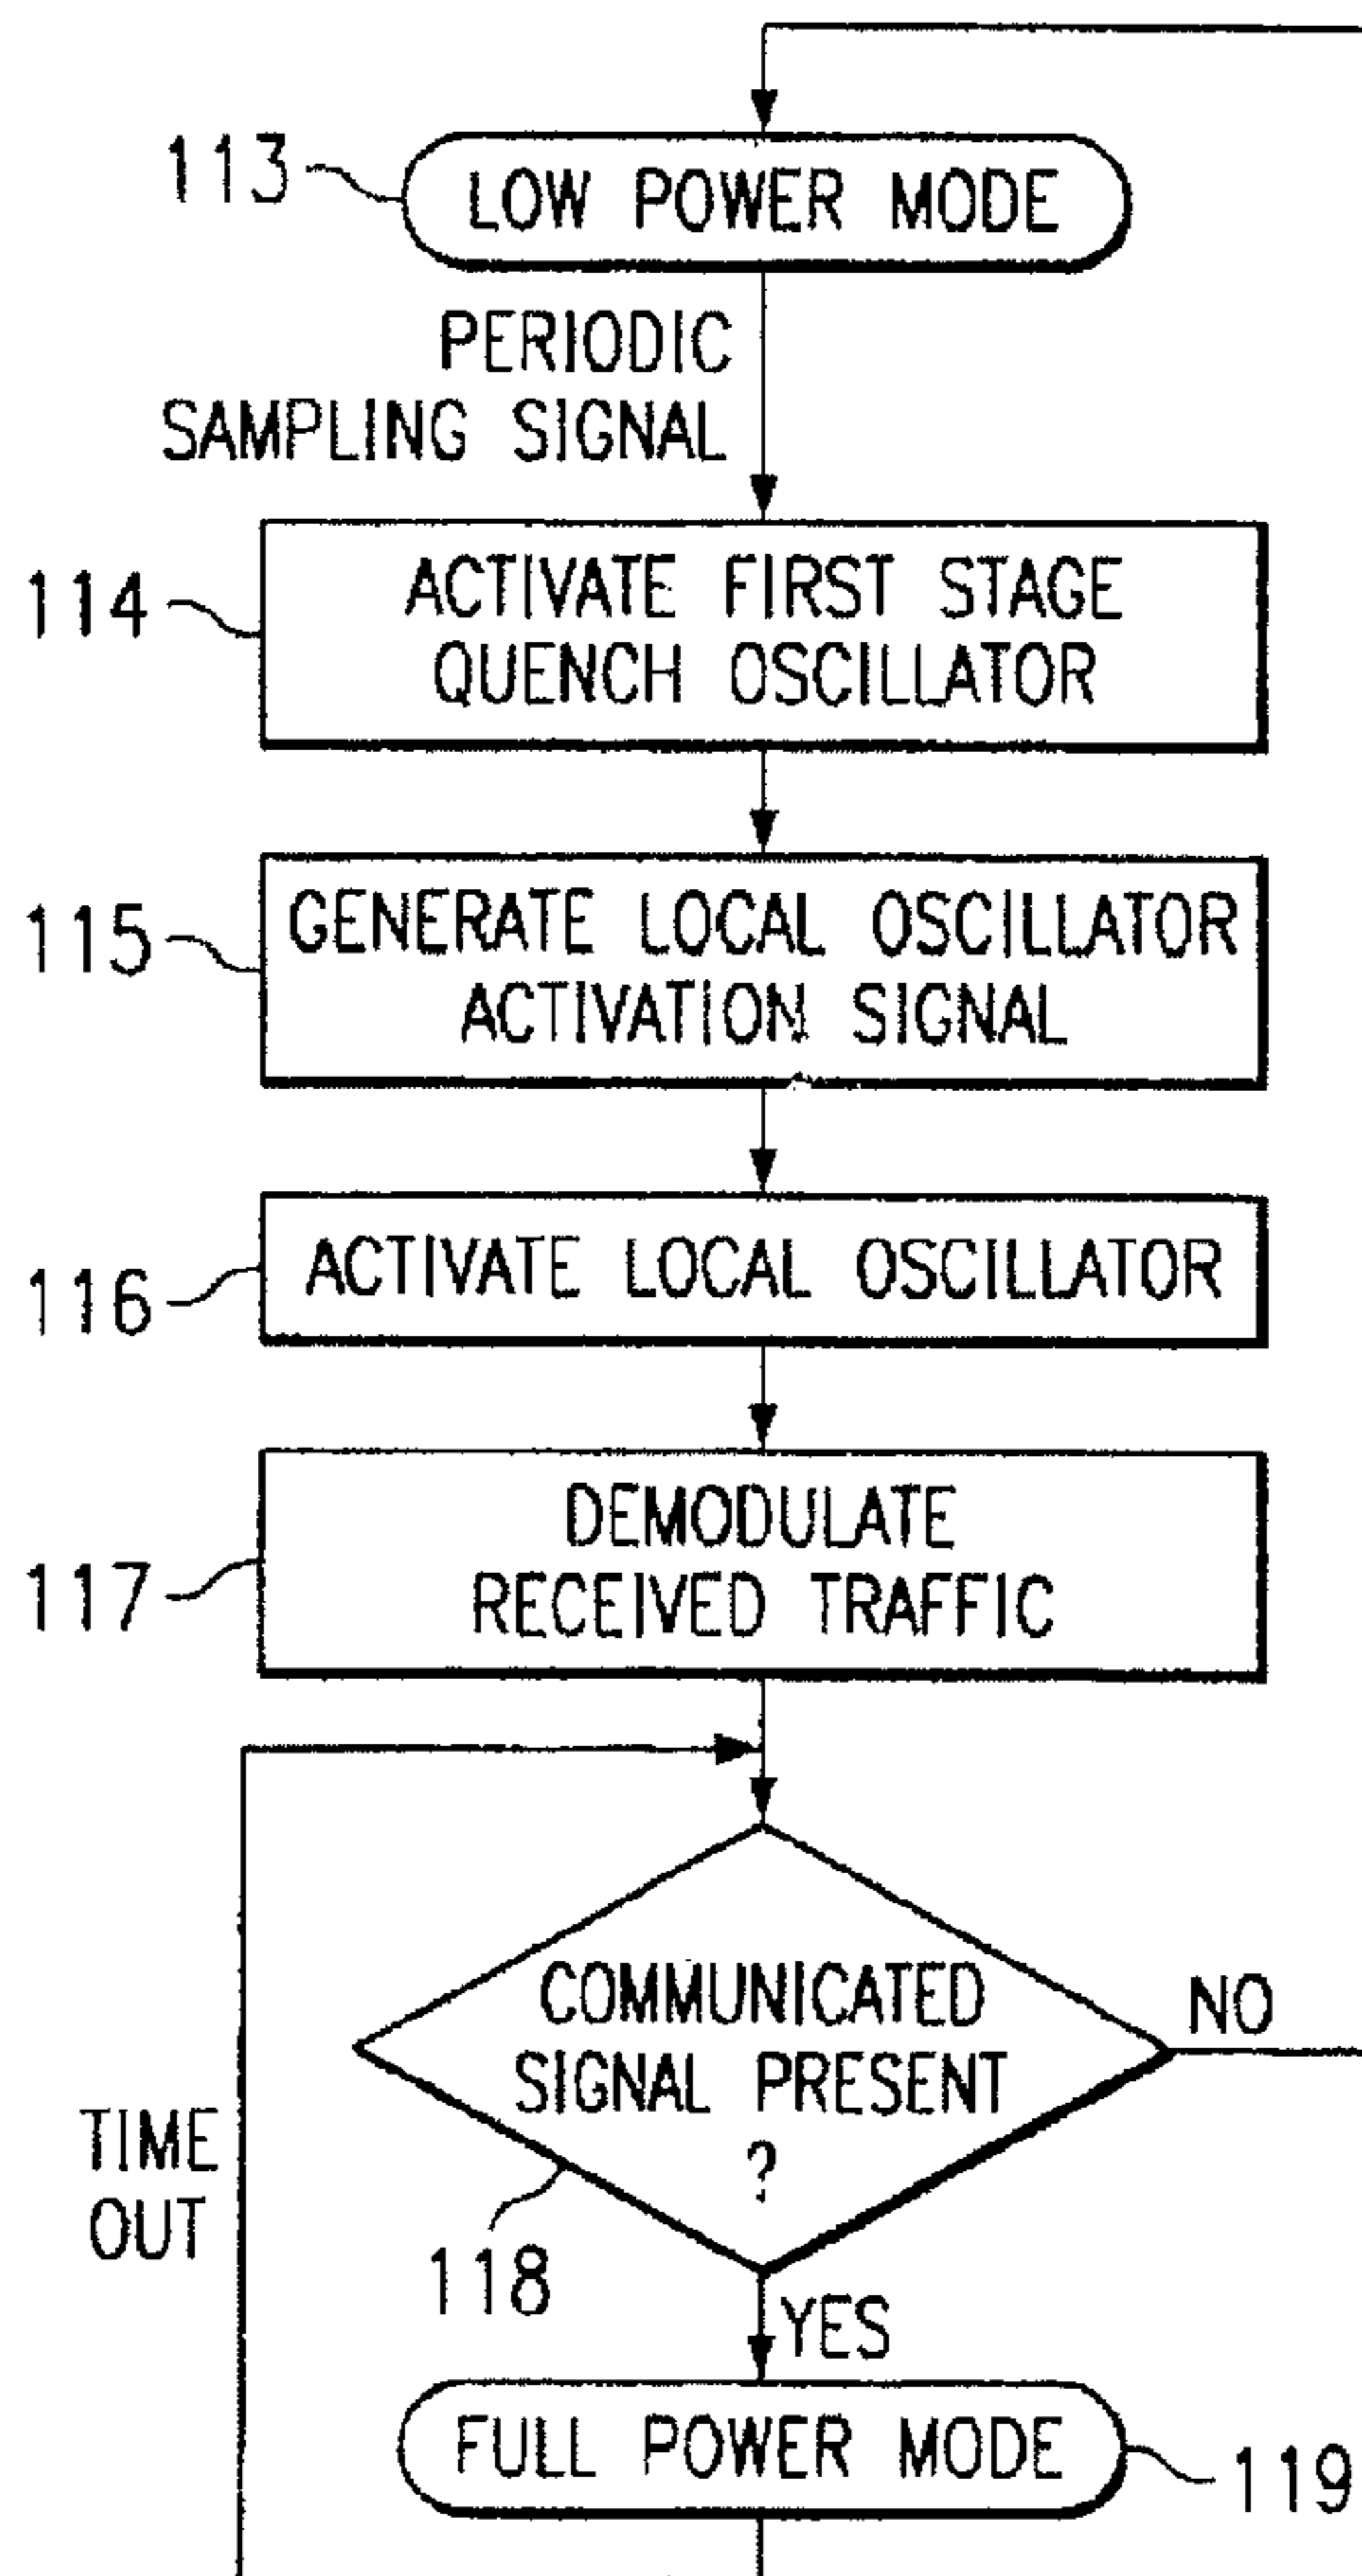 113
LOW POWER MODE
PERIODIC
SAMPLING SIGNAL
114
ACTIVATE FIRST STAGE
QUENCH OSCILLATOR
115
GENERATE LOCAL OSCILLATOR
ACTIVATION SIGNAL
116
ACTIVATE LOCAL OSCILLATOR
117
DEMODULATE
RECEIVED TRAFFIC
COMMUNICATED
SIGNAL PRESENT
?
NO
TIME
OUT
118
YES
FULL POWER MODE
119